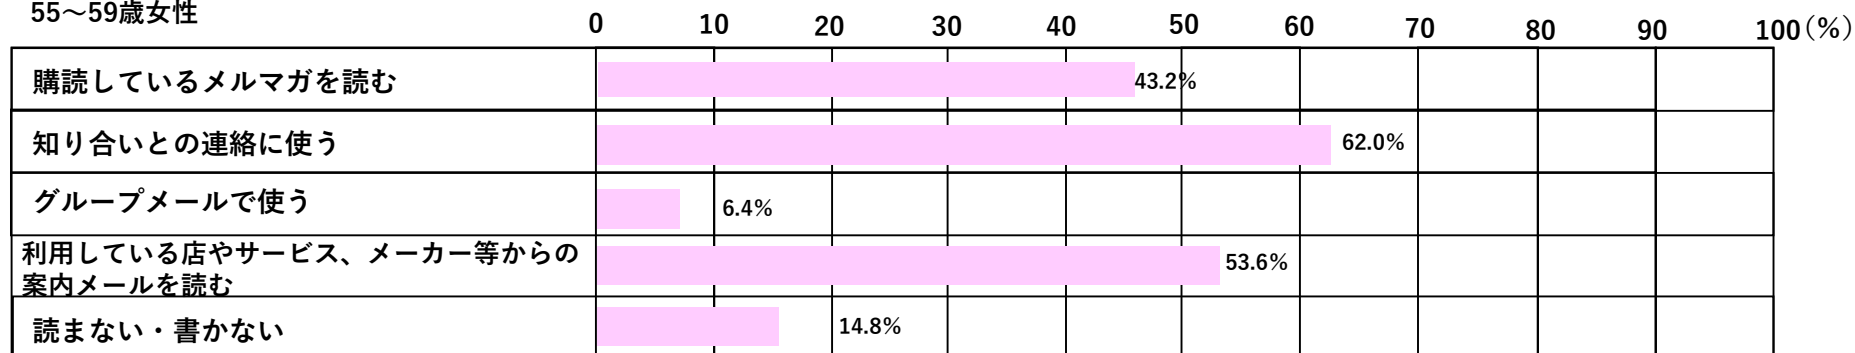 55～59歳女性
0 10 20 30 40 50 60 70 80 90 100(%)
購読しているメルマガを読む 43.2%
知り合いとの連絡に使う 62.0%
グループメールで使う 6.4%
利用している店やサービス、メーカー等からの
案内メールを読む 53.6%
読まない・書かない 14.8%